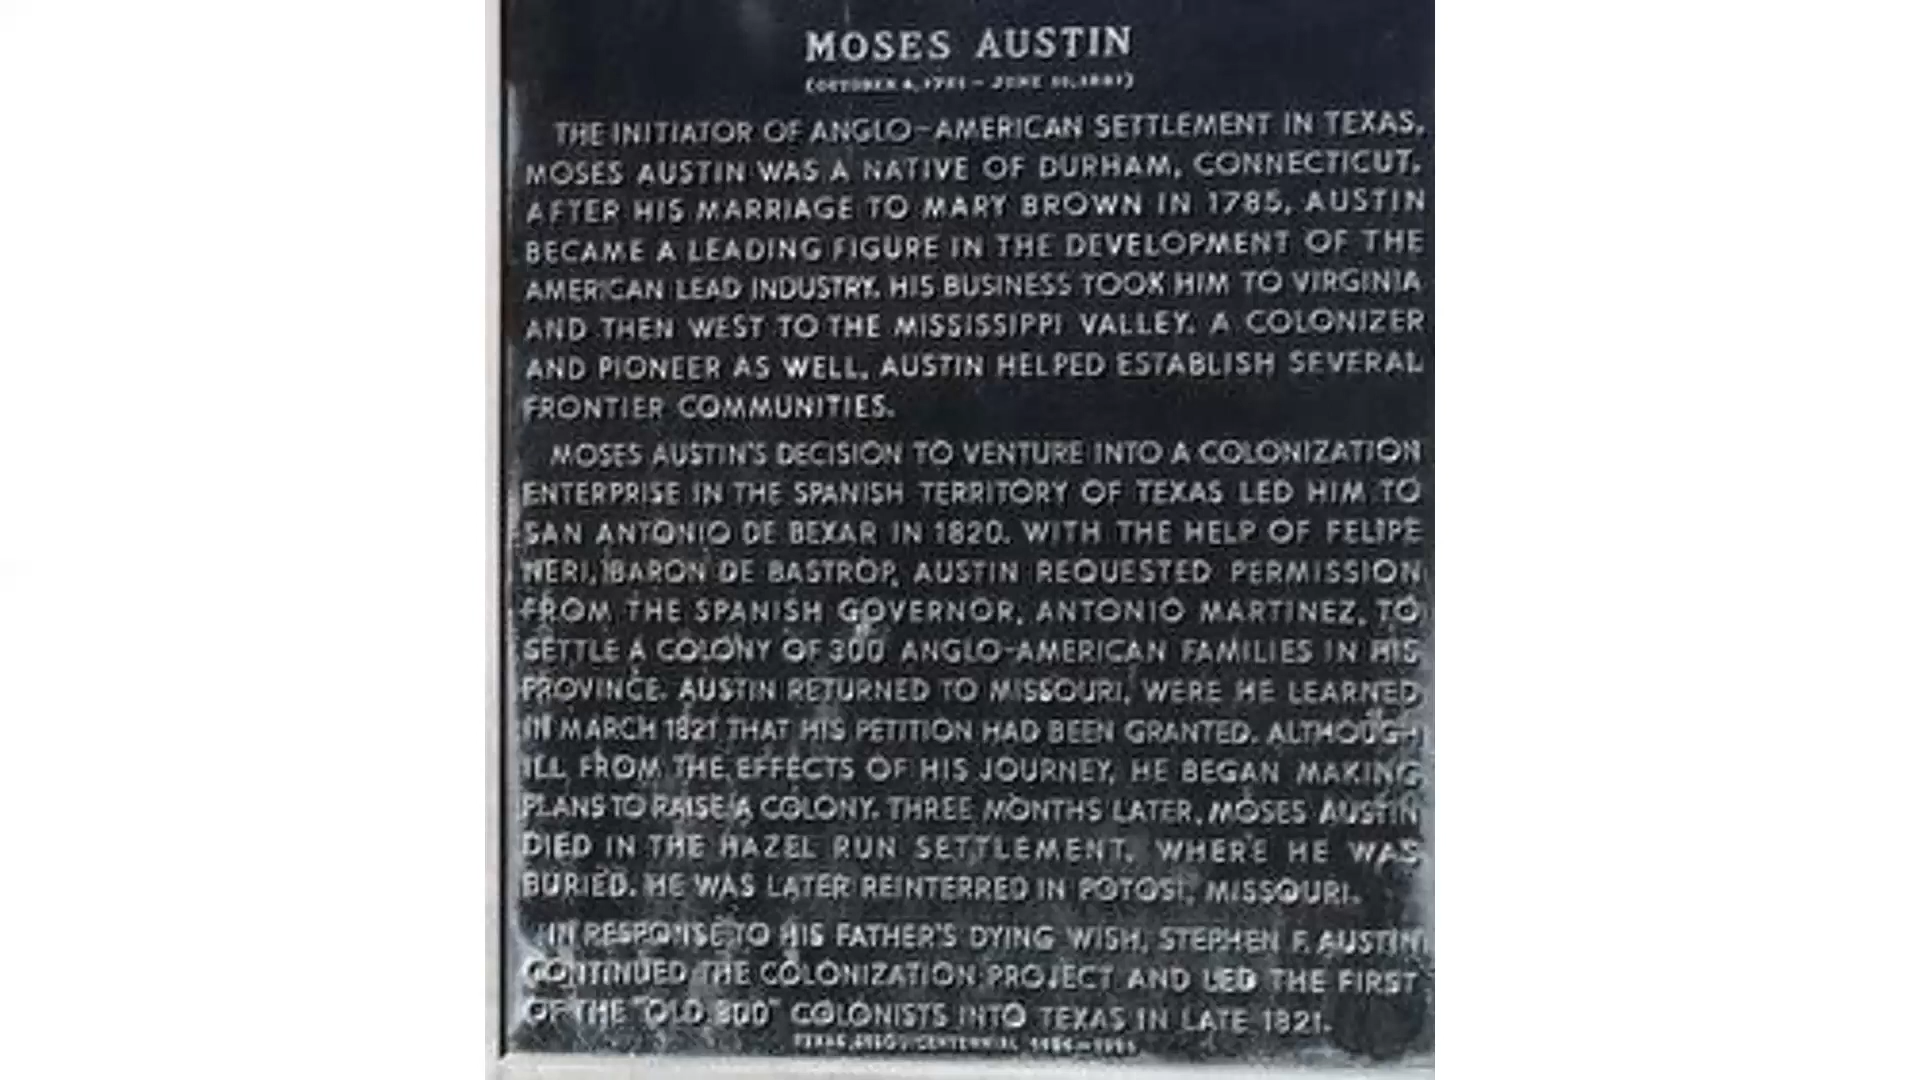 MOSES AUSTIN
(OCTOBER 4, 1761 – JUNE 10, 1821)
THE INITIATOR OF ANGLO-AMERICAN SETTLEMENT IN TEXAS,
MOSES AUSTIN WAS A NATIVE OF DURHAM, CONNECTICUT.
AFTER HIS MARRIAGE TO MARY BROWN IN 1785, AUSTIN
BECAME A LEADING FIGURE IN THE DEVELOPMENT OF THE
AMERICAN LEAD INDUSTRY. HIS BUSINESS TOOK HIM TO VIRGINIA
AND THEN WEST TO THE MISSISSIPPI VALLEY. A COLONIZER
AND PIONEER AS WELL, AUSTIN HELPED ESTABLISH SEVERAL
FRONTIER COMMUNITIES.
MOSES AUSTIN'S DECISION TO VENTURE INTO A COLONIZATION
ENTERPRISE IN THE SPANISH TERRITORY OF TEXAS LED HIM TO
SAN ANTONIO DE BEXAR IN 1820. WITH THE HELP OF FELIPE
NERI, BARON DE BASTROP, AUSTIN REQUESTED PERMISSION
FROM THE SPANISH GOVERNOR, ANTONIO MARTINEZ, TO
SETTLE A COLONY OF 300 ANGLO-AMERICAN FAMILIES IN HIS
PROVINCE. AUSTIN RETURNED TO MISSOURI, WERE HE LEARNED
IN MARCH 1821 THAT HIS PETITION HAD BEEN GRANTED. ALTHOUGH
ILL FROM THE EFFECTS OF HIS JOURNEY, HE BEGAN MAKING
PLANS TO RAISE A COLONY. THREE MONTHS LATER, MOSES AUSTIN
DIED IN THE HAZEL RUN SETTLEMENT, WHERE HE WAS
BURIED. HE WAS LATER REINTERRED IN POTOSI, MISSOURI.
IN RESPONSE TO HIS FATHER'S DYING WISH, STEPHEN F. AUSTIN
CONTINUED THE COLONIZATION PROJECT AND LED THE FIRST
OF THE "OLD 300" COLONISTS INTO TEXAS IN LATE 1821.
TEXAS SESQUICENTENNIAL 1836–1986